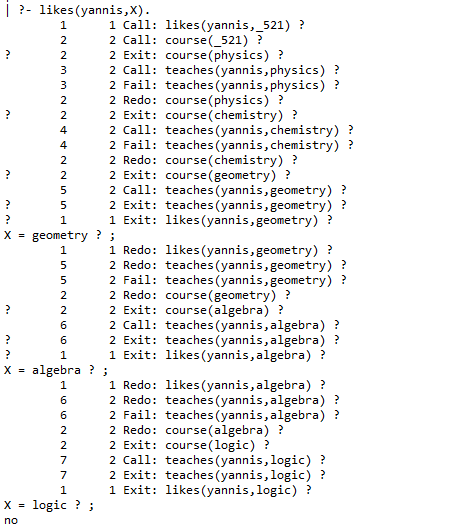 | ?- likes(yannis,X).
1 1 Call: likes(yannis,_521) ?
2 2 Call: course(_521) ?
? 2 2 Exit: course(physics) ?
3 2 Call: teaches(yannis,physics) ?
3 2 Fail: teaches(yannis,physics) ?
2 2 Redo: course(physics) ?
? 2 2 Exit: course(chemistry) ?
4 2 Call: teaches(yannis,chemistry) ?
4 2 Fail: teaches(yannis,chemistry) ?
2 2 Redo: course(chemistry) ?
? 2 2 Exit: course(geometry) ?
5 2 Call: teaches(yannis,geometry) ?
? 5 2 Exit: teaches(yannis,geometry) ?
? 1 1 Exit: likes(yannis,geometry) ?
X = geometry ? ;
1 1 Redo: likes(yannis,geometry) ?
5 2 Redo: teaches(yannis,geometry) ?
5 2 Fail: teaches(yannis,geometry) ?
2 2 Redo: course(geometry) ?
? 2 2 Exit: course(algebra) ?
6 2 Call: teaches(yannis,algebra) ?
? 6 2 Exit: teaches(yannis,algebra) ?
? 1 1 Exit: likes(yannis,algebra) ?
X = algebra ? ;
1 1 Redo: likes(yannis,algebra) ?
6 2 Redo: teaches(yannis,algebra) ?
6 2 Fail: teaches(yannis,algebra) ?
2 2 Redo: course(algebra) ?
2 2 Exit: course(logic) ?
7 2 Call: teaches(yannis,logic) ?
7 2 Exit: teaches(yannis,logic) ?
1 1 Exit: likes(yannis,logic) ?
X = logic ? ;
no